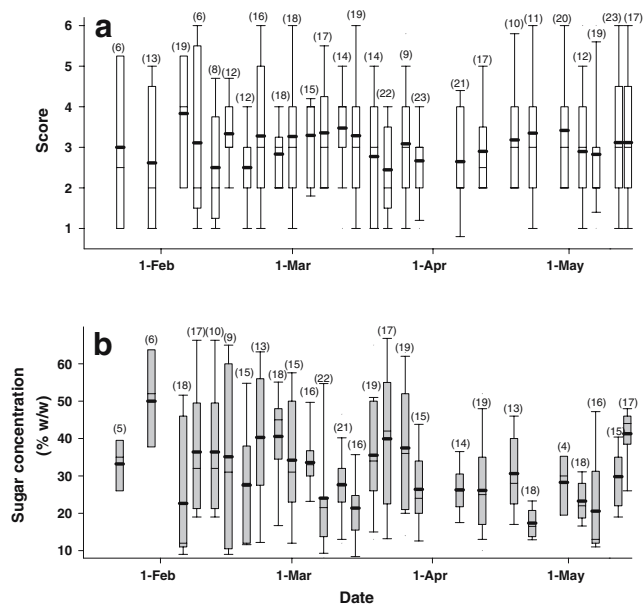 a
6
5
4
3
2
1
Score
(6) (13) (19) (6) (8) (12) (12) (16) (18) (18) (15) (17) (14) (19) (14) (22) (9) (23) (21) (17) (10) (11) (20) (12) (19) (23) (17)
1-Feb 1-Mar 1-Apr 1-May
b
60
50
40
30
20
10
Sugar concentration
(% w/w)
(5) (6) (18) (17) (10) (9) (15) (13) (18) (15) (16) (22) (21) (16) (19) (17) (19) (15) (14) (19) (13) (18) (4) (18) (16) (15) (17)
1-Feb 1-Mar 1-Apr 1-May
Date